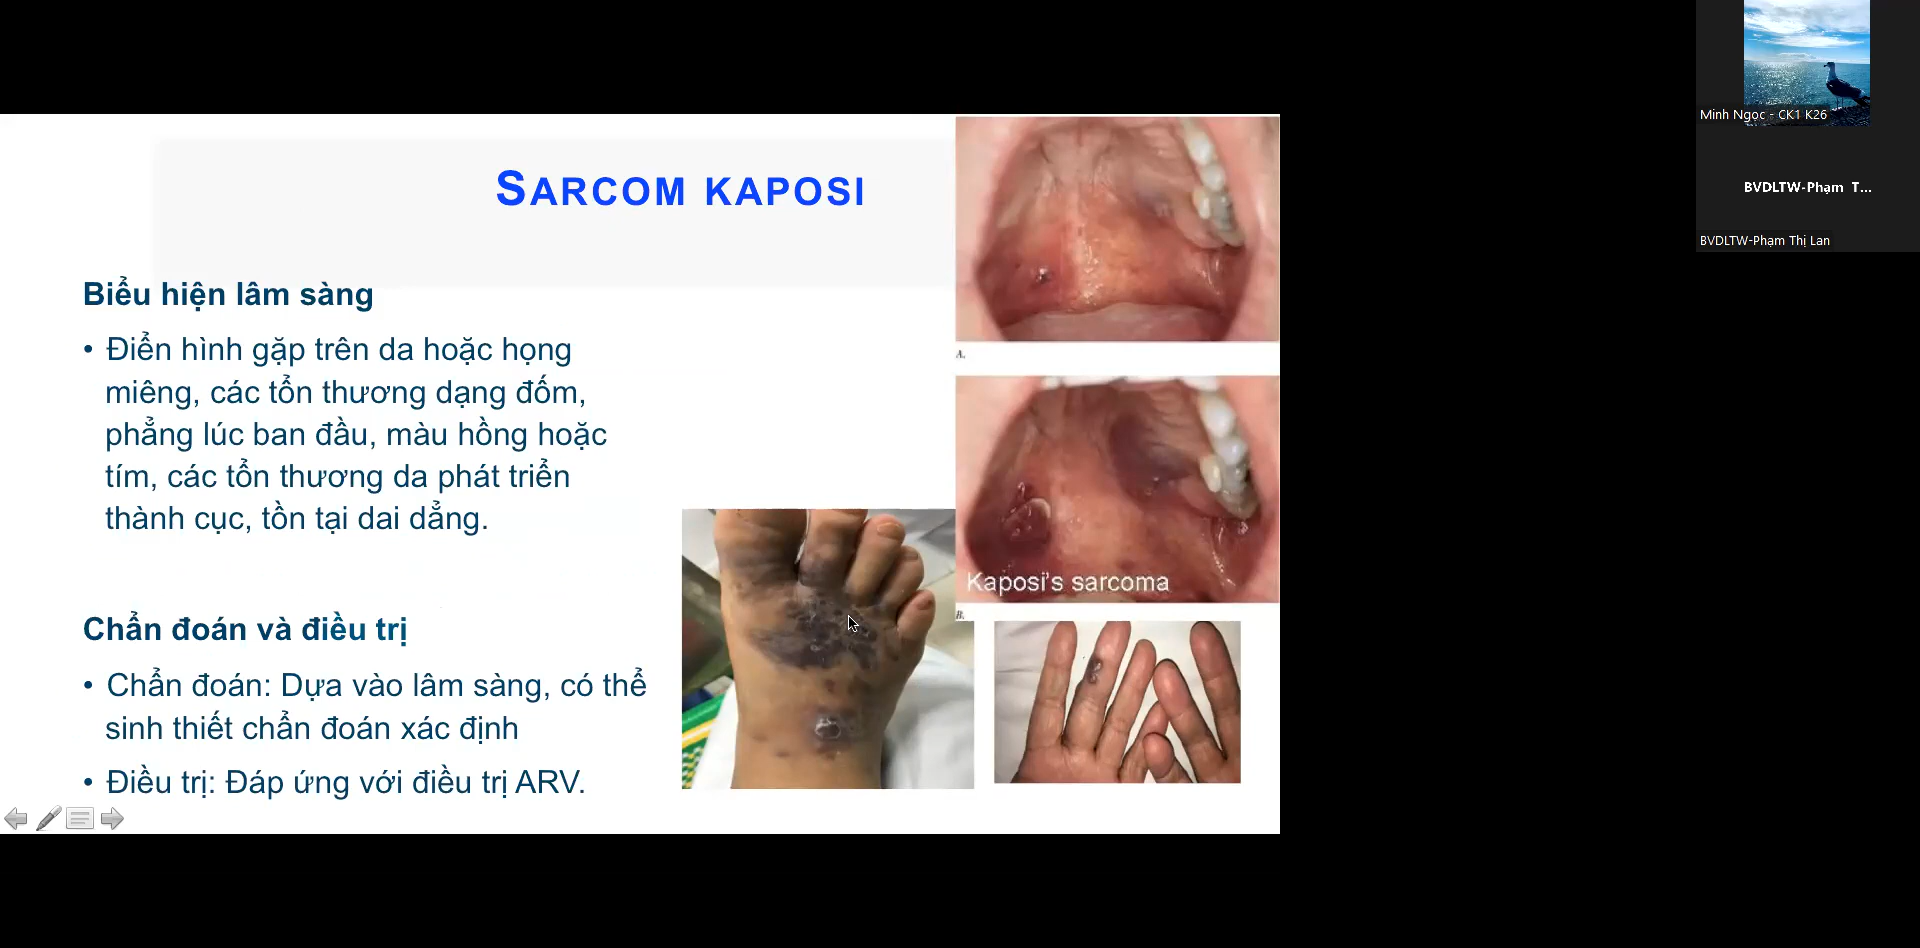 SARCOM KAPOSI
Biểu hiện lâm sàng
• Điển hình gặp trên da hoặc họng
miêng, các tổn thương dạng đốm,
phẳng lúc ban đầu, màu hồng hoặc
tím, các tổn thương da phát triển
thành cục, tồn tại dai dẳng.
Chẩn đoán và điều trị
• Chẩn đoán: Dựa vào lâm sàng, có thể
sinh thiết chẩn đoán xác định
• Điều trị: Đáp ứng với điều trị ARV.
A.
Kaposi's sarcoma
B.
Minh Ngọc - CK1 K26
BVDLTW-Phạm T...
BVDLTW-Phạm Thị Lan